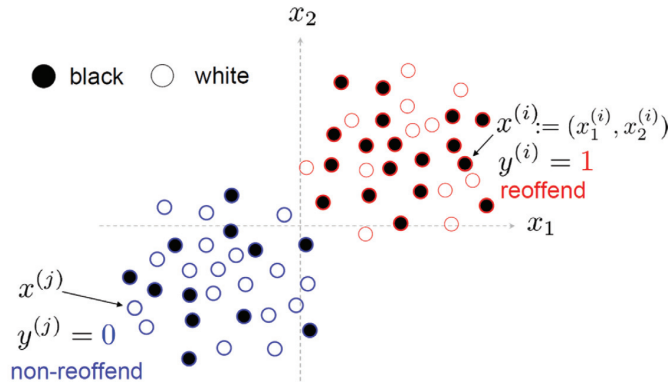 x₂
black white
x⁽ⁱ⁾ := (x₁⁽ⁱ⁾, x₂⁽ⁱ⁾)
y⁽ⁱ⁾ = 1
reoffend
x₁
x⁽ʲ⁾
y⁽ʲ⁾ = 0
non-reoffend